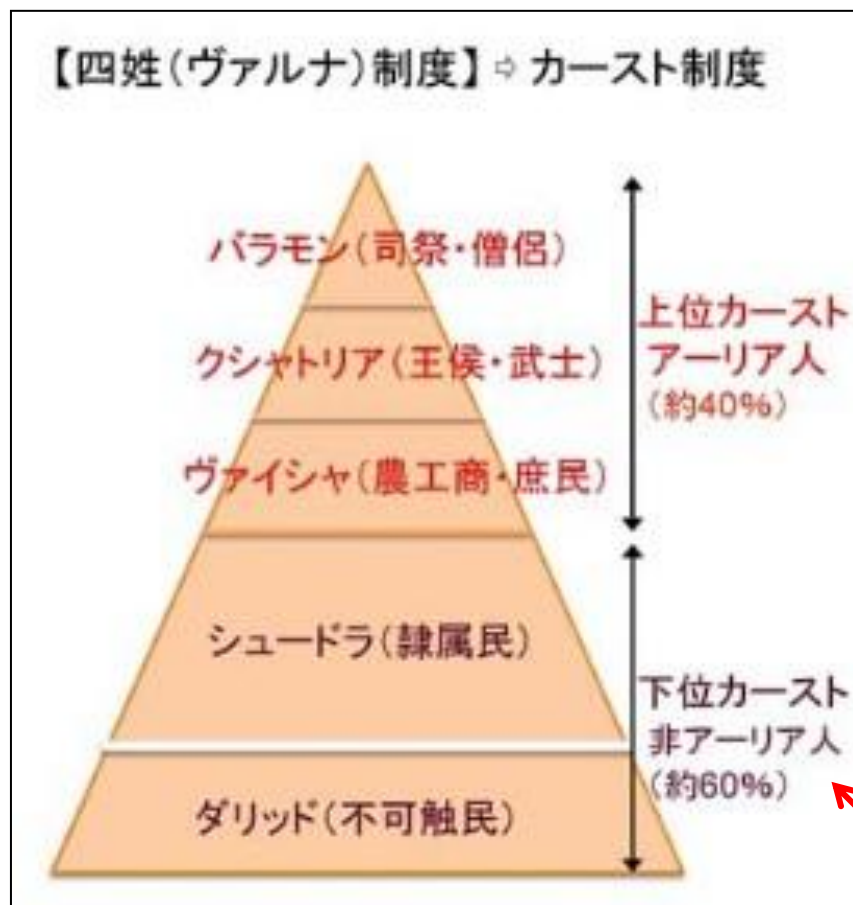 【四姓(ヴァルナ)制度】⇨ カースト制度
バラモン(司祭・僧侶)
クシャトリア(王侯・武士)
ヴァイシャ(農工商・庶民)
上位カースト
アーリア人
(約40%)
シュードラ(隷属民)
ダリッド(不可触民)
下位カースト
非アーリア人
(約60%)